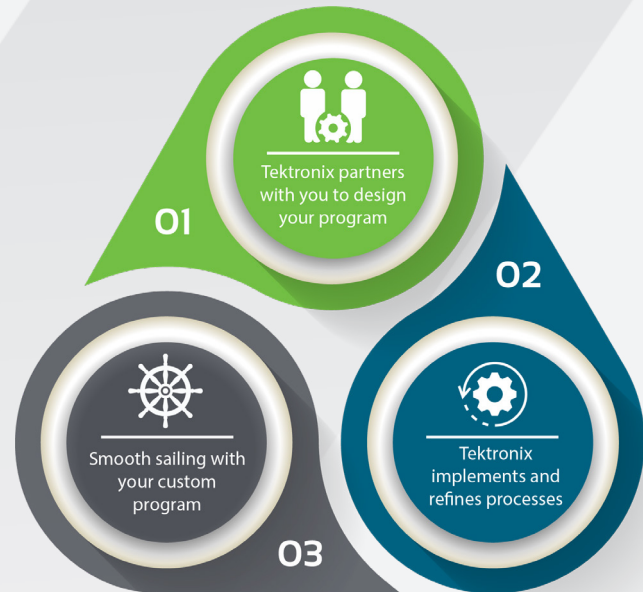 01
Tektronix partners
with you to design
your program
02
Tektronix
implements and
refines processes
03
Smooth sailing with
your custom
program